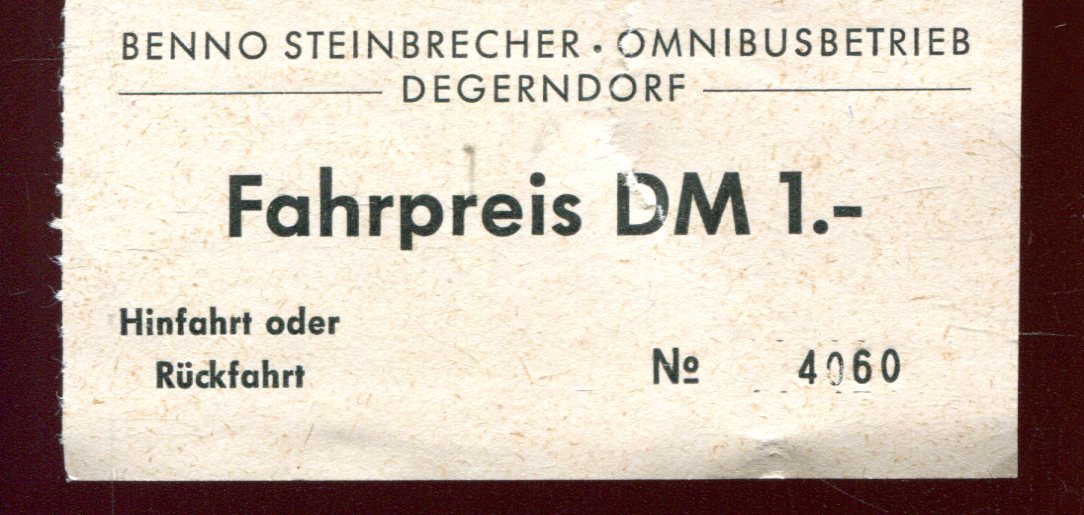 BENNO STEINBRECHER · OMNIBUSBETRIEB
DEGERNDORF
Fahrpreis DM 1.-
Hinfahrt oder
Rückfahrt
Nº 4060